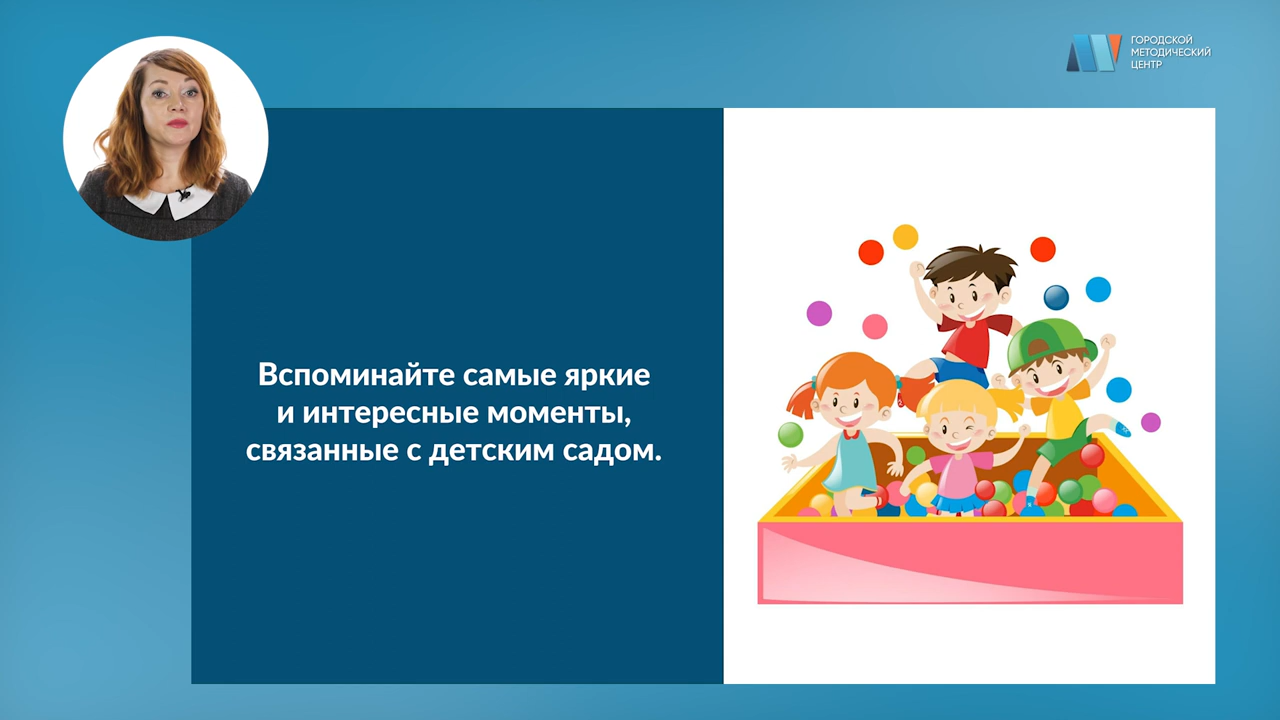 ГОРОДСКОЙ
МЕТОДИЧЕСКИЙ
ЦЕНТР
Вспоминайте самые яркие
и интересные моменты,
связанные с детским садом.